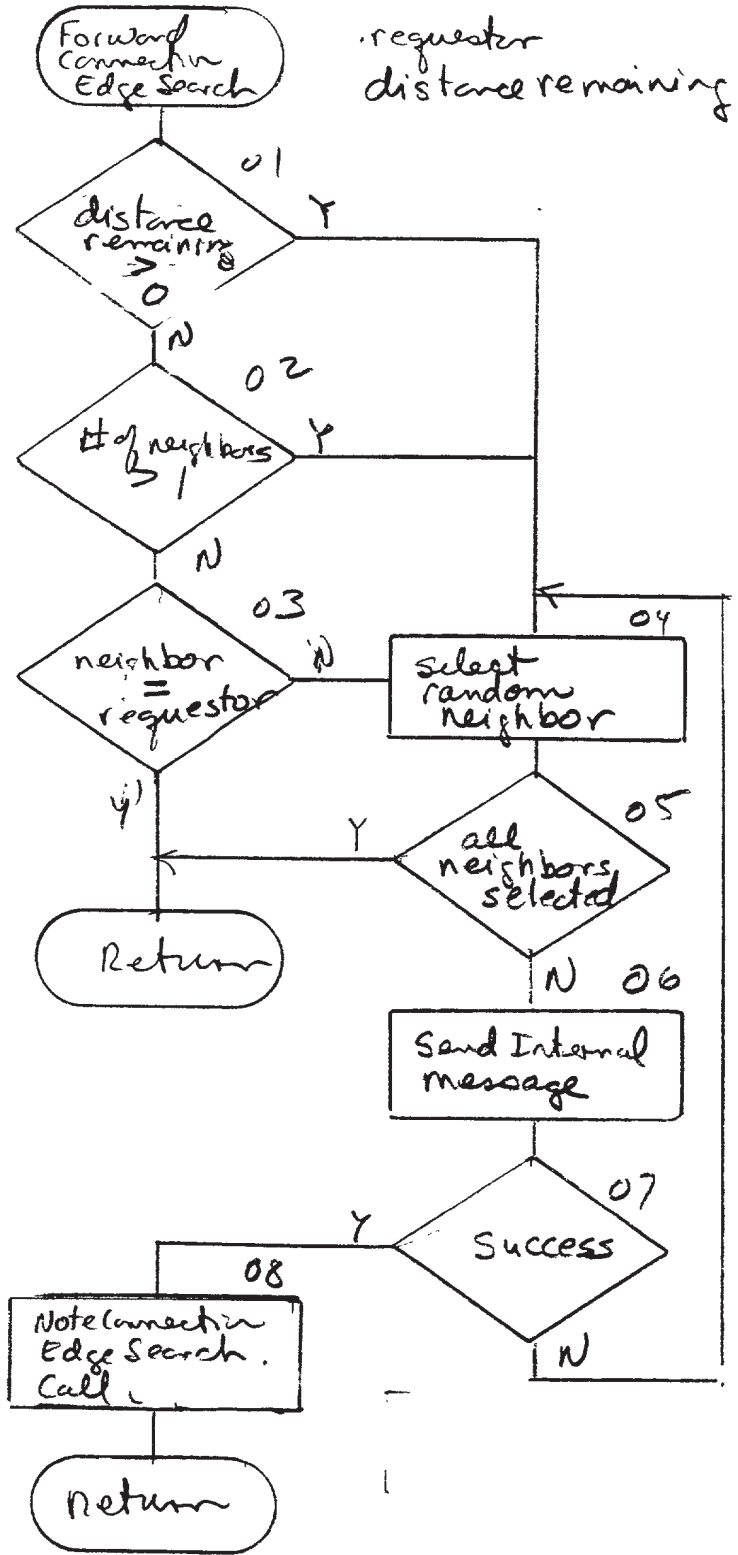 Forward
Connection
Edge Search
.requestor
distance remaining
01
distance
remaining
>
0
Y
N
02
# of neighbors
> 1
Y
N
03
neighbor
=
requestor
N
Y
04
select
random
neighbor
05
all
neighbors
selected
Y
N
Return
06
Send Internal
message
07
Success
Y
N
08
Note Connection
Edge Search.
Call
Return